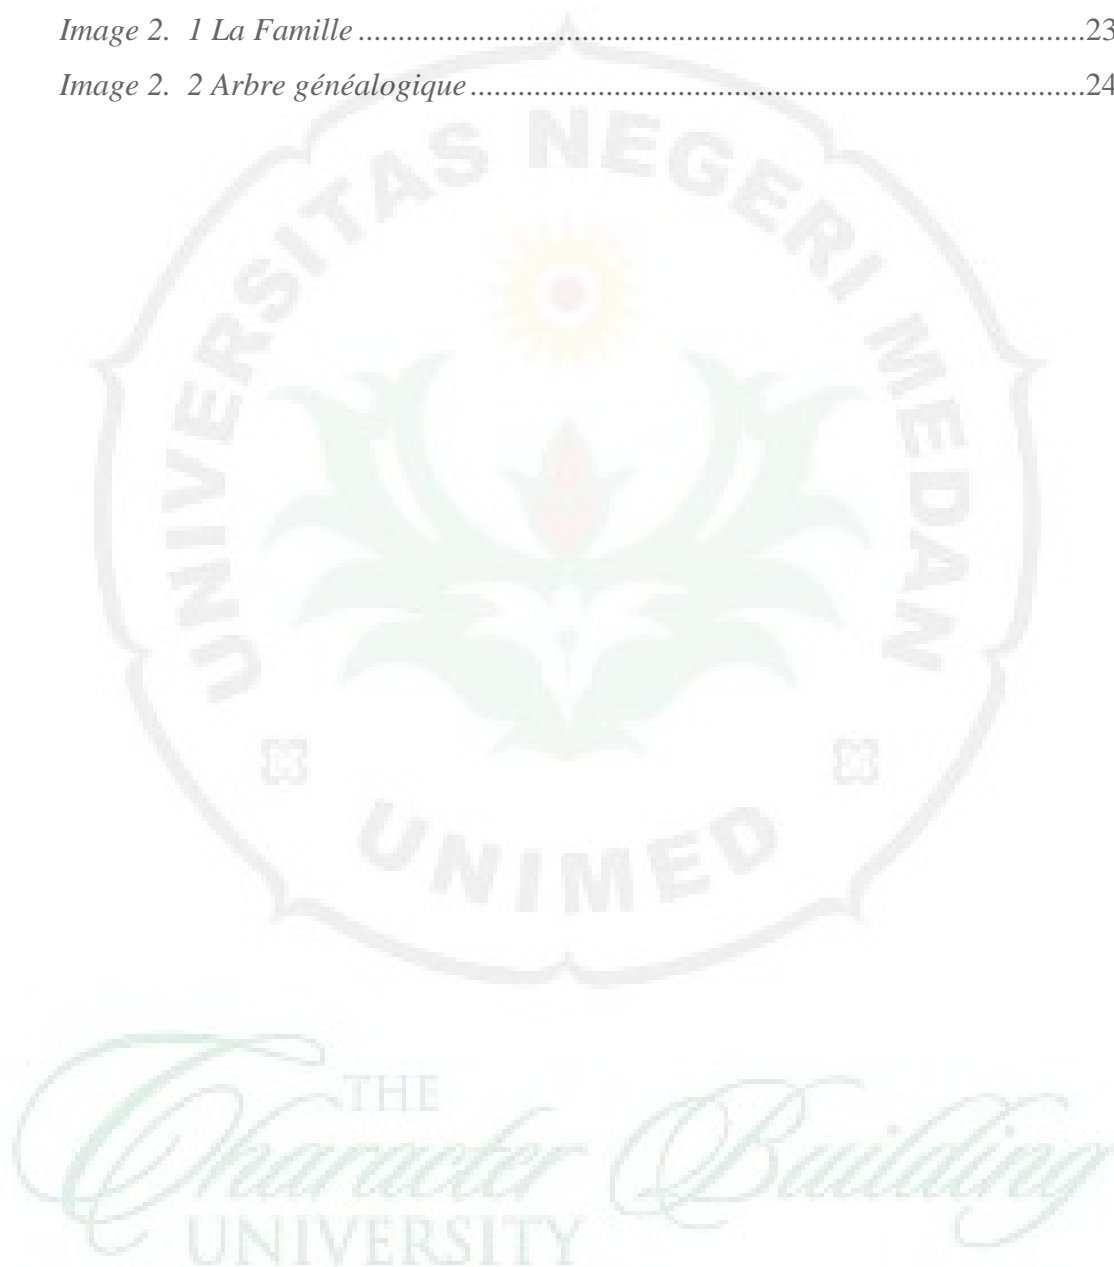 Image 2. 1 La Famille ........................................................................................23
Image 2. 2 Arbre généalogique ...........................................................................24
UNIVERSITAS NEGERI MEDAN
UNIMED
THE
Character Building
UNIVERSITY